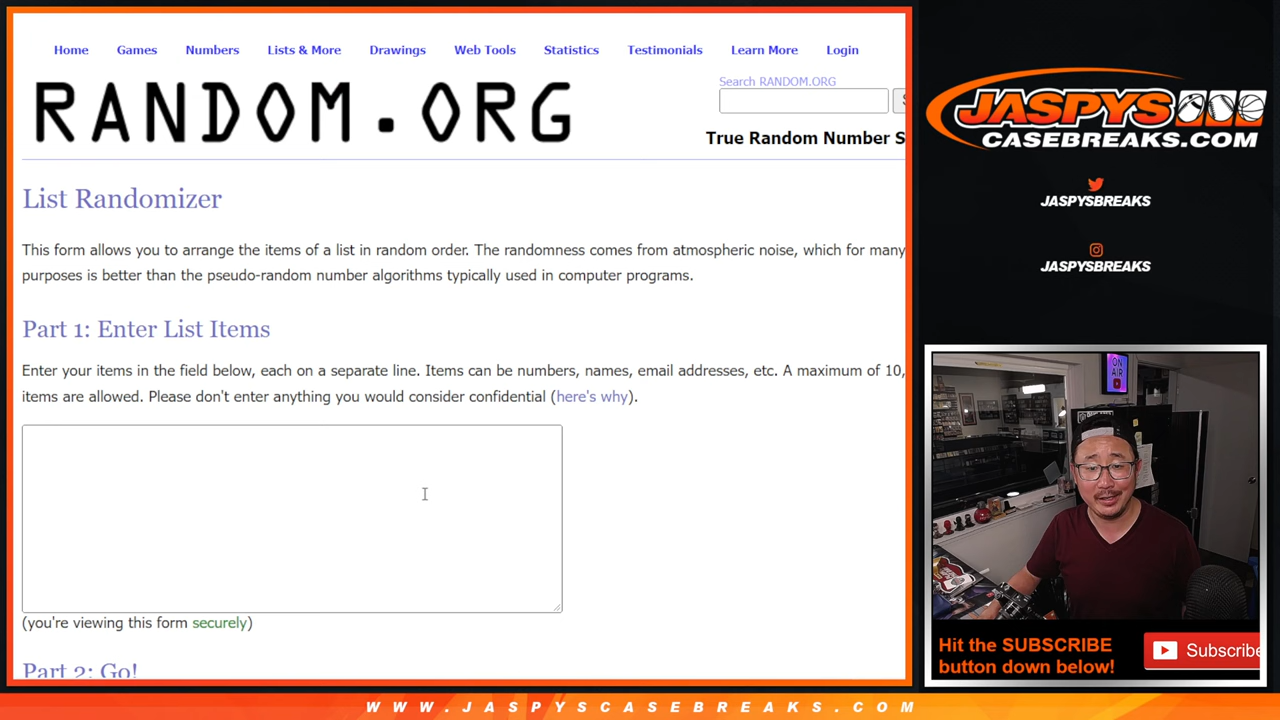 Home Games Numbers Lists & More Drawings Web Tools Statistics Testimonials Learn More Login
RANDOM.ORG
Search RANDOM.ORG
True Random Number S
List Randomizer
This form allows you to arrange the items of a list in random order. The randomness comes from atmospheric noise, which for many
purposes is better than the pseudo-random number algorithms typically used in computer programs.
Part 1: Enter List Items
Enter your items in the field below, each on a separate line. Items can be numbers, names, email addresses, etc. A maximum of 10,
items are allowed. Please don't enter anything you would consider confidential (here's why).
(you're viewing this form securely)
Part 2: Go!
JASPYS
CASEBREAKS.COM
JASPYSBREAKS
JASPYSBREAKS
ON
AIR
Hit the SUBSCRIBE
button down below!
Subscribe
WWW.JASPYSCASEBREAKS.COM